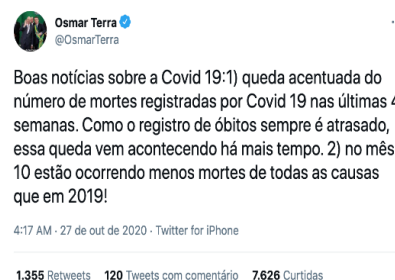 Osmar Terra
@OsmarTerra
Boas notícias sobre a Covid 19:1) queda acentuada do
número de mortes registradas por Covid 19 nas últimas 4
semanas. Como o registro de óbitos sempre é atrasado,
essa queda vem acontecendo há mais tempo. 2) no mês
10 estão ocorrendo menos mortes de todas as causas
que em 2019!
4:17 AM · 27 de out de 2020 · Twitter for iPhone
1.355 Retweets 120 Tweets com comentário 7.626 Curtidas